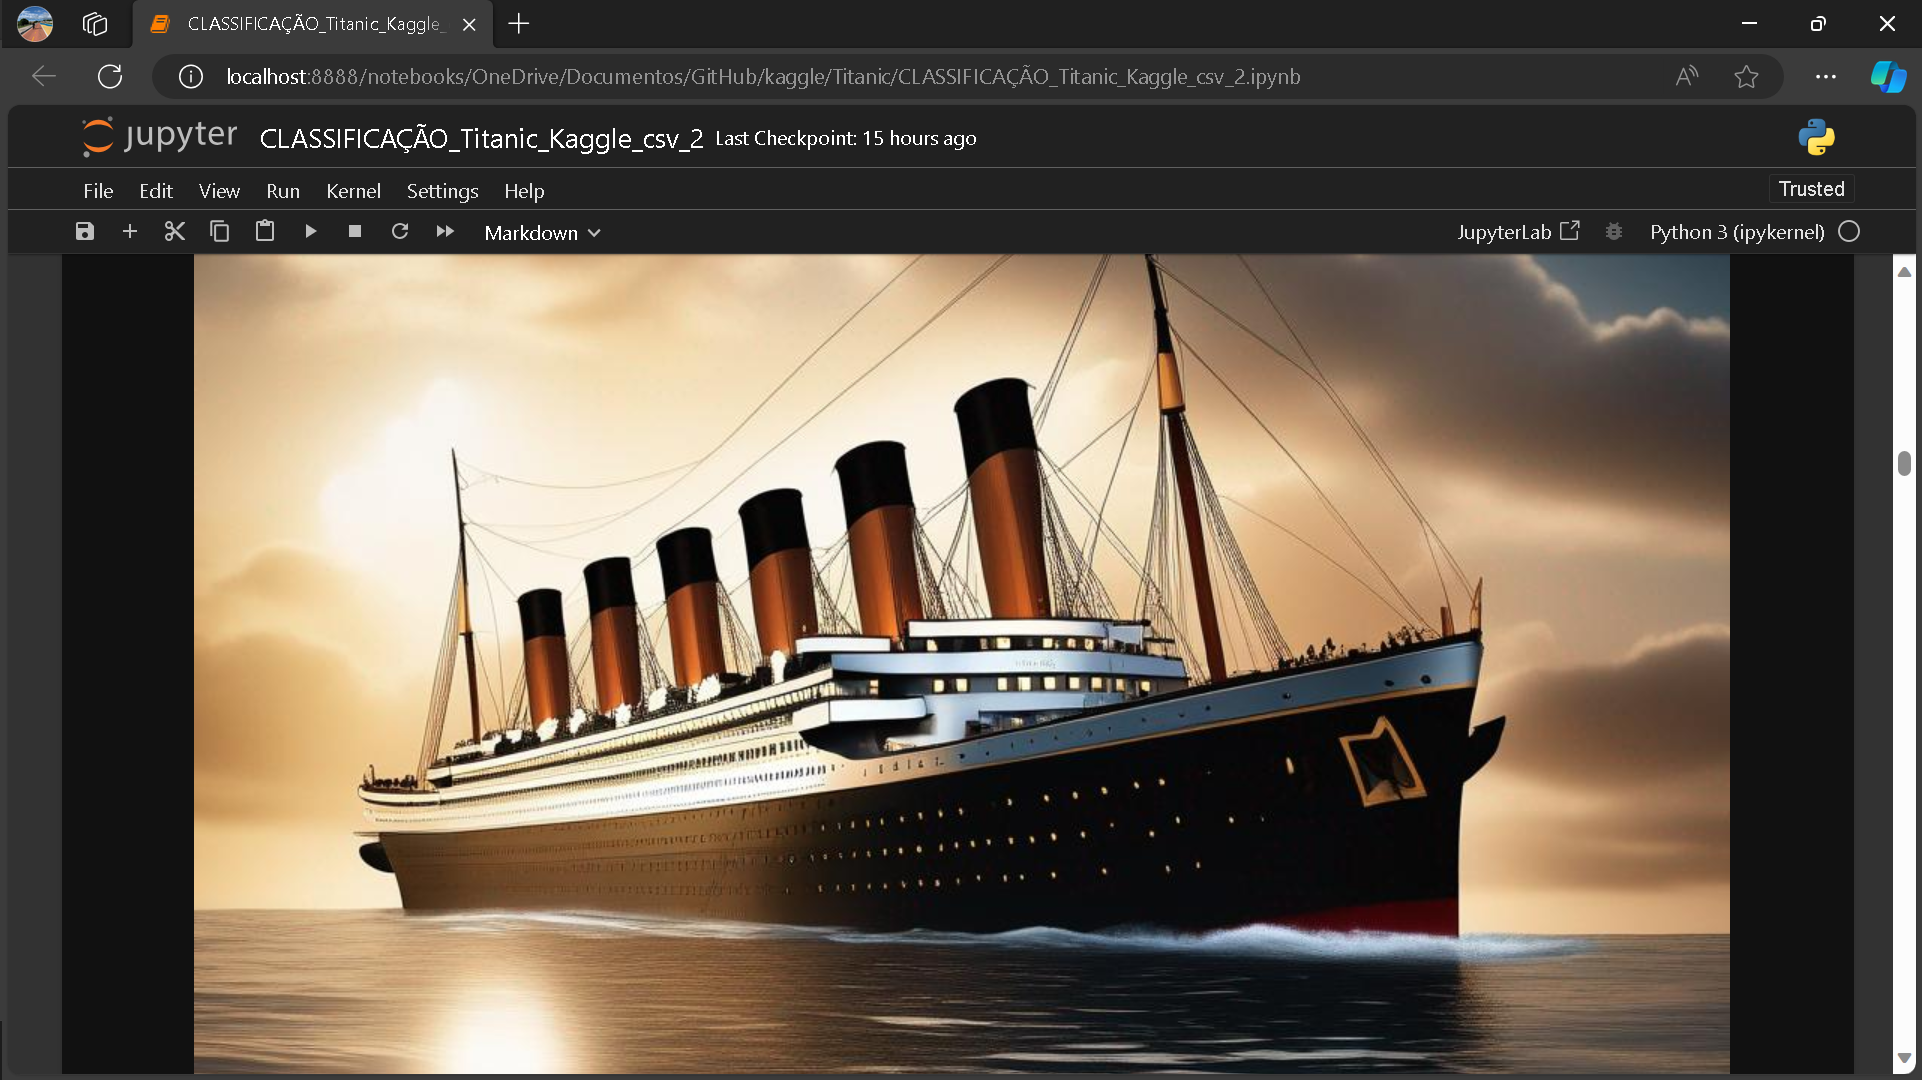 CLASSIFICAÇÃO_Titanic_Kaggle_
localhost:8888/notebooks/OneDrive/Documentos/GitHub/kaggle/Titanic/CLASSIFICAÇÃO_Titanic_Kaggle_csv_2.ipynb
jupyter CLASSIFICAÇÃO_Titanic_Kaggle_csv_2 Last Checkpoint: 15 hours ago
File Edit View Run Kernel Settings Help Trusted
Markdown JupyterLab Python 3 (ipykernel)